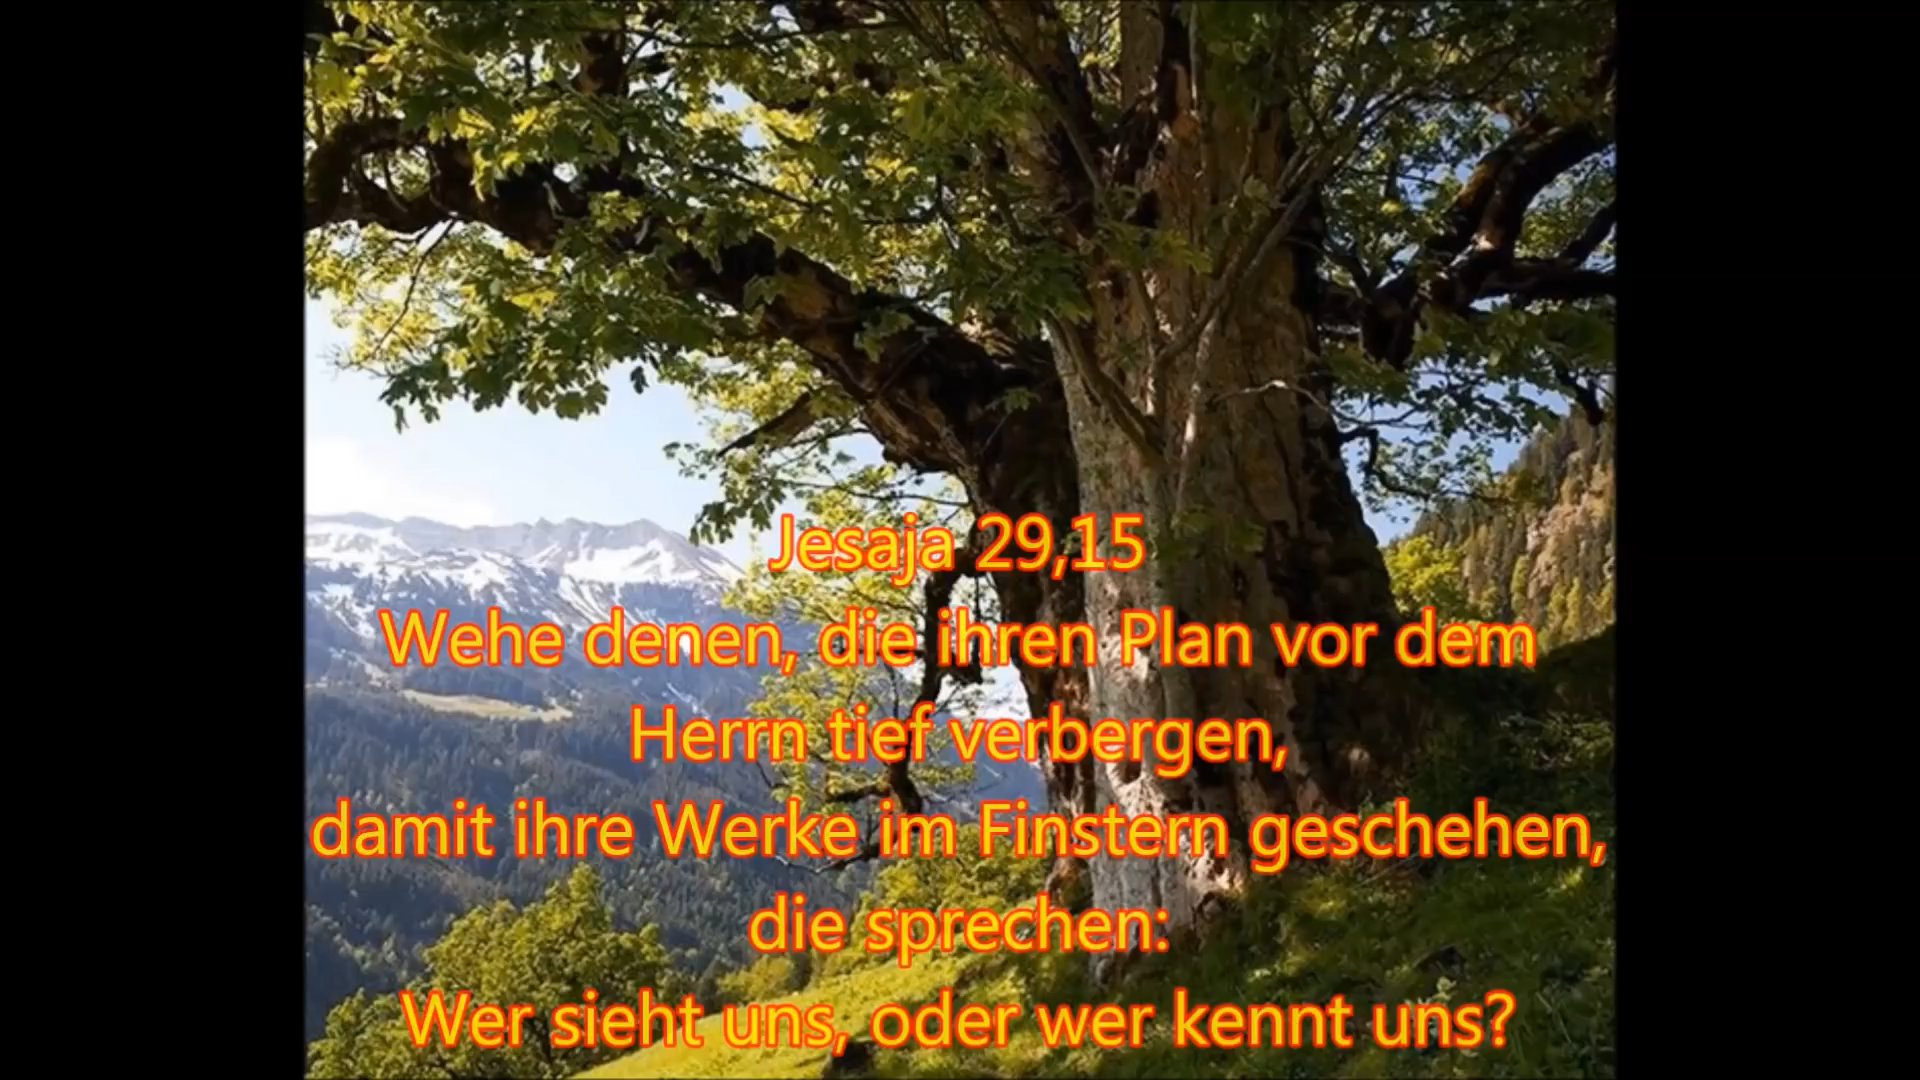 Jesaja 29,15
Wehe denen, die ihren Plan vor dem
Herrn tief verbergen,
damit ihre Werke im Finstern geschehen,
die sprechen:
Wer sieht uns, oder wer kennt uns?